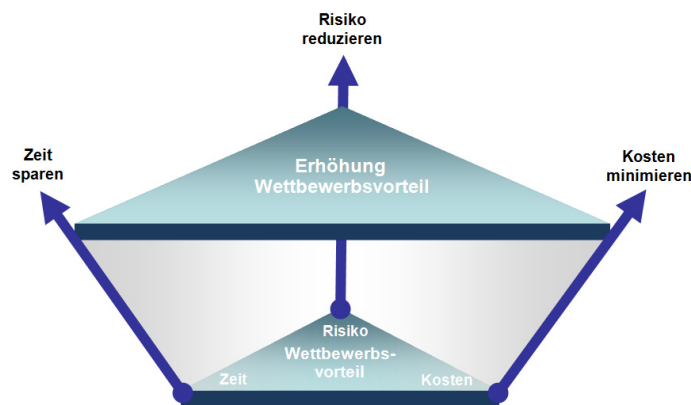 Risiko
reduzieren
Zeit
sparen
Kosten
minimieren
Erhöhung
Wettbewerbsvorteil
Risiko
Wettbewerbs-
vorteil
Zeit
Kosten